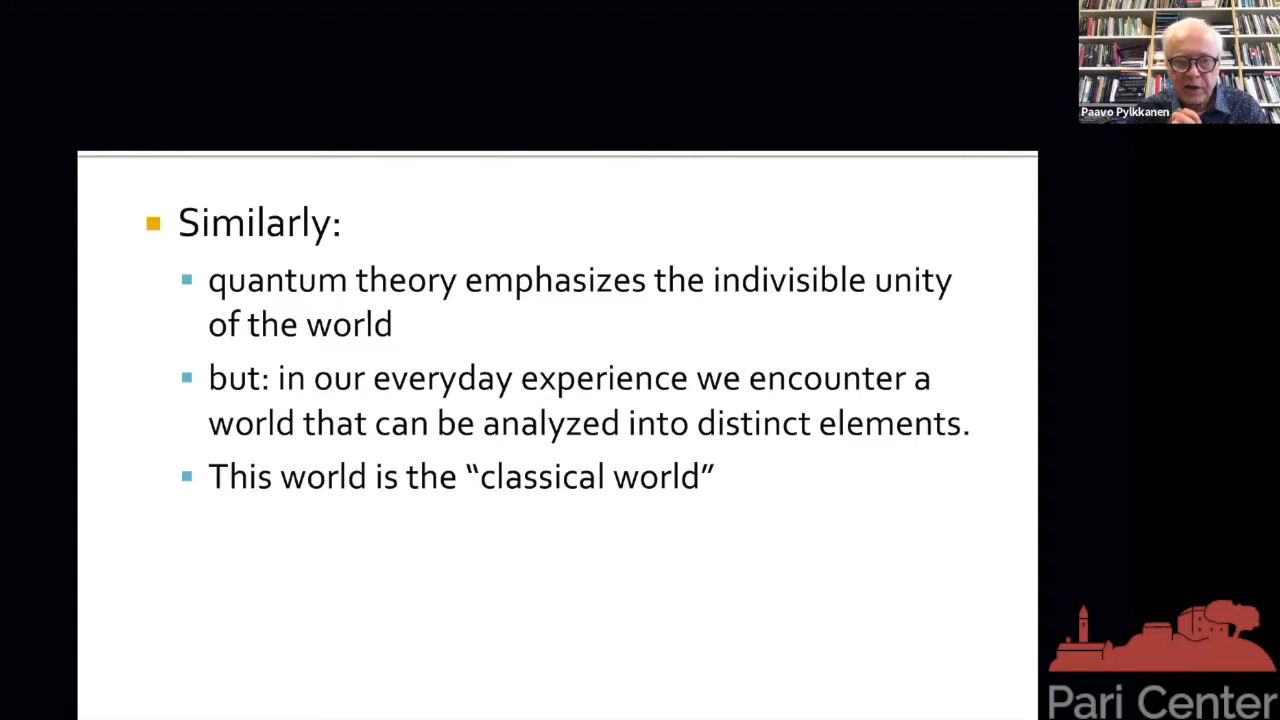 Paavo Pylkkanen
Similarly:
quantum theory emphasizes the indivisible unity
of the world
but: in our everyday experience we encounter a
world that can be analyzed into distinct elements.
This world is the “classical world”
Pari Center